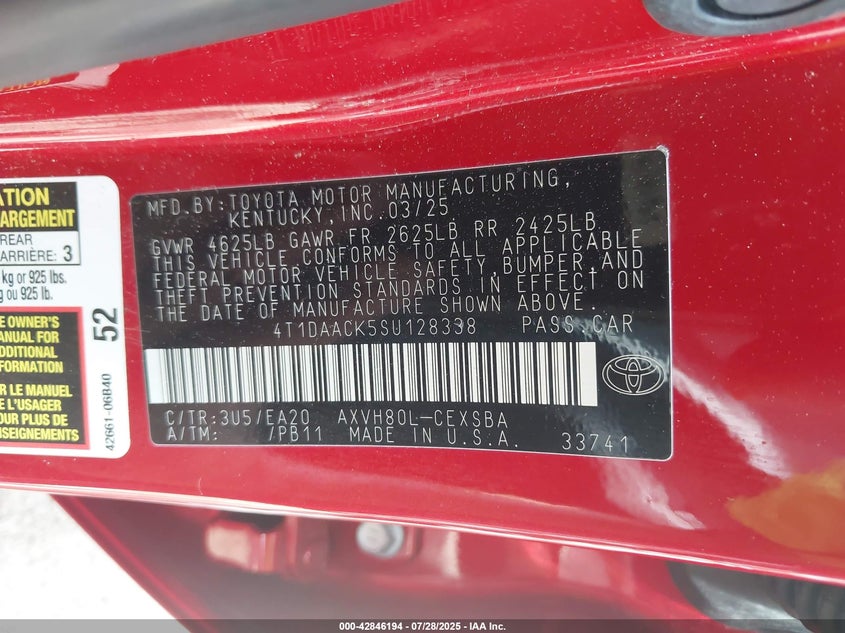 ATION
ARGEMENT
REAR
ARRIÈRE: 3
kg or 925 lbs.
g ou 925 lb.
E OWNER'S
MANUAL FOR
ADDITIONAL
FORMATION
R LE MANUEL
E L'USAGER
POUR PLUS DE
NSEIGNEMENTS
52
42661-06B40
MFD.BY:TOYOTA MOTOR MANUFACTURING,
KENTUCKY,INC.03/25
GVWR 4625LB GAWR FR 2625LB RR 2425LB
THIS VEHICLE CONFORMS TO ALL APPLICABLE
FEDERAL MOTOR VEHICLE SAFETY,BUMPER,AND
THEFT PREVENTION STANDARDS IN EFFECT ON
THE DATE OF MANUFACTURE SHOWN ABOVE.
4T1DAACK5SU128338 PASS.CAR
C/TR:3U5/EA20 AXVH80L-CEXSBA
A/TM: /PB11 MADE IN U.S.A. 33741
000-42846194 - 07/28/2025 - IAA Inc.